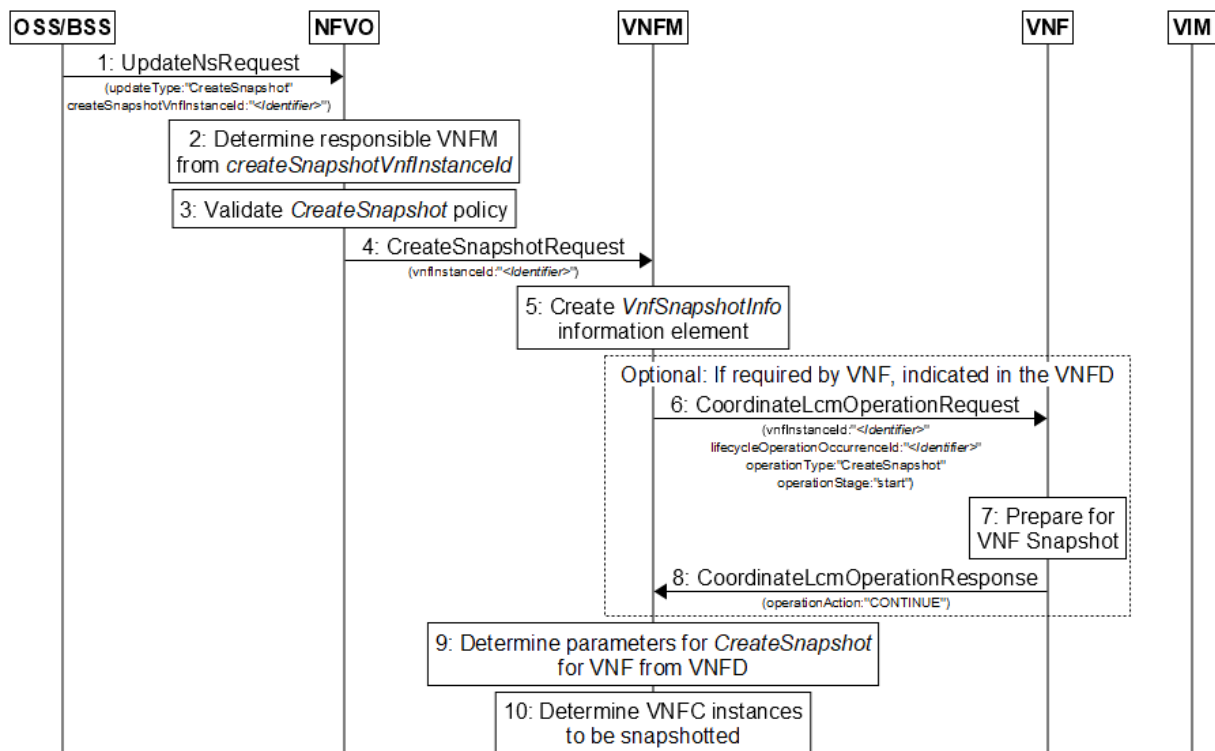 OSS/BSS NFVO VNFM VNF VIM
1: UpdateNsRequest
(updateType:"CreateSnapshot"
createSnapshotVnfInstanceId:"<Identifier>")
2: Determine responsible VNFM
from createSnapshotVnfInstanceId
3: Validate CreateSnapshot policy
4: CreateSnapshotRequest
(vnfInstanceId:"<Identifier>")
5: Create VnfSnapshotInfo
information element
Optional: If required by VNF, indicated in the VNFD
6: CoordinateLcmOperationRequest
(vnfInstanceId:"<Identifier>"
lifecycleOperationOccurrenceId:"<Identifier>"
operationType:"CreateSnapshot"
operationStage:"start")
7: Prepare for
VNF Snapshot
8: CoordinateLcmOperationResponse
(operationAction:"CONTINUE")
9: Determine parameters for CreateSnapshot
for VNF from VNFD
10: Determine VNFC instances
to be snapshotted